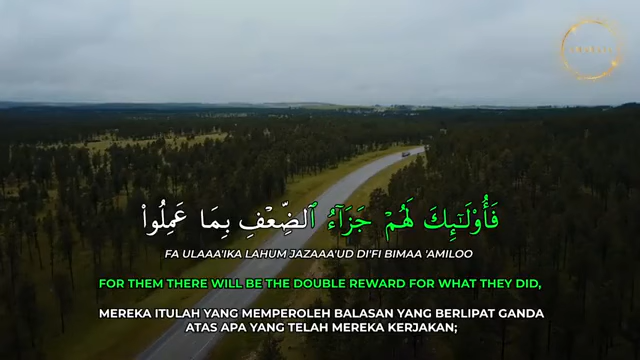 فَأُو۟لَـٰٓئِكَ لَهُمْ جَزَآءُ ٱلضِّعْفِ بِمَا عَمِلُوا۟
FA ULAAA'IKA LAHUM JAZAAA'UD DI'FI BIMAA 'AMILOO
FOR THEM THERE WILL BE THE DOUBLE REWARD FOR WHAT THEY DID,
MEREKA ITULAH YANG MEMPEROLEH BALASAN YANG BERLIPAT GANDA
ATAS APA YANG TELAH MEREKA KERJAKAN;